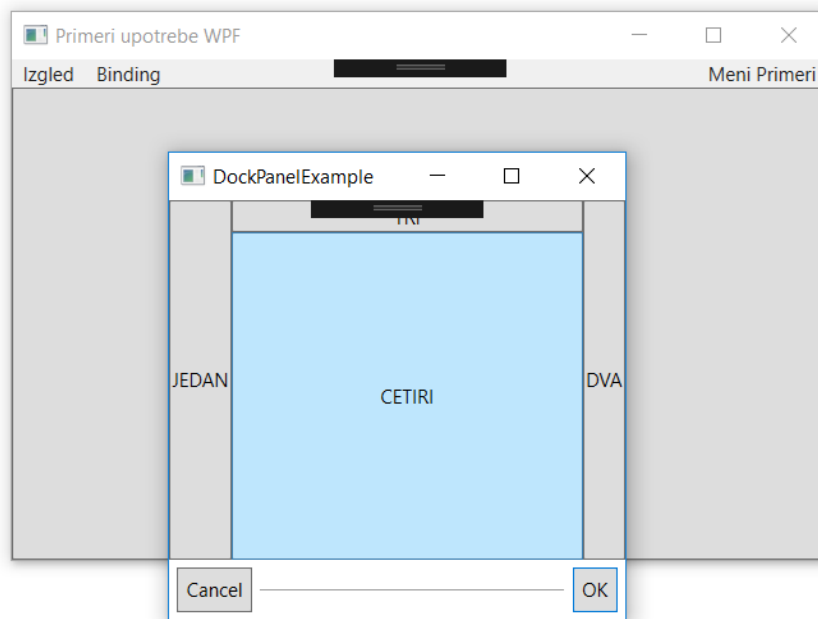 Primeri upotrebe WPF
Izgled Binding Meni Primeri
DockPanelExample
JEDAN
CETIRI
DVA
Cancel
OK